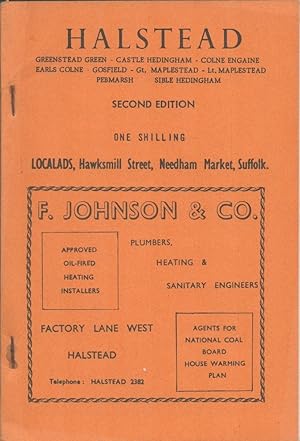 HALSTEAD
GREENSTEAD GREEN - CASTLE HEDINGHAM - COLNE ENGAINE
EARLS COLNE - GOSFIELD - Gt, MAPLESTEAD - Lt, MAPLESTEAD
PEBMARSH SIBLE HEDINGHAM
SECOND EDITION
ONE SHILLING
LOCALADS, Hawksmill Street, Needham Market, Suffolk.
F. JOHNSON & CO.
APPROVED
OIL-FIRED
HEATING
INSTALLERS
PLUMBERS,
HEATING &
SANITARY ENGINEERS
FACTORY LANE WEST
HALSTEAD
Telephone: HALSTEAD 2382
AGENTS FOR
NATIONAL COAL
BOARD
HOUSE WARMING
PLAN